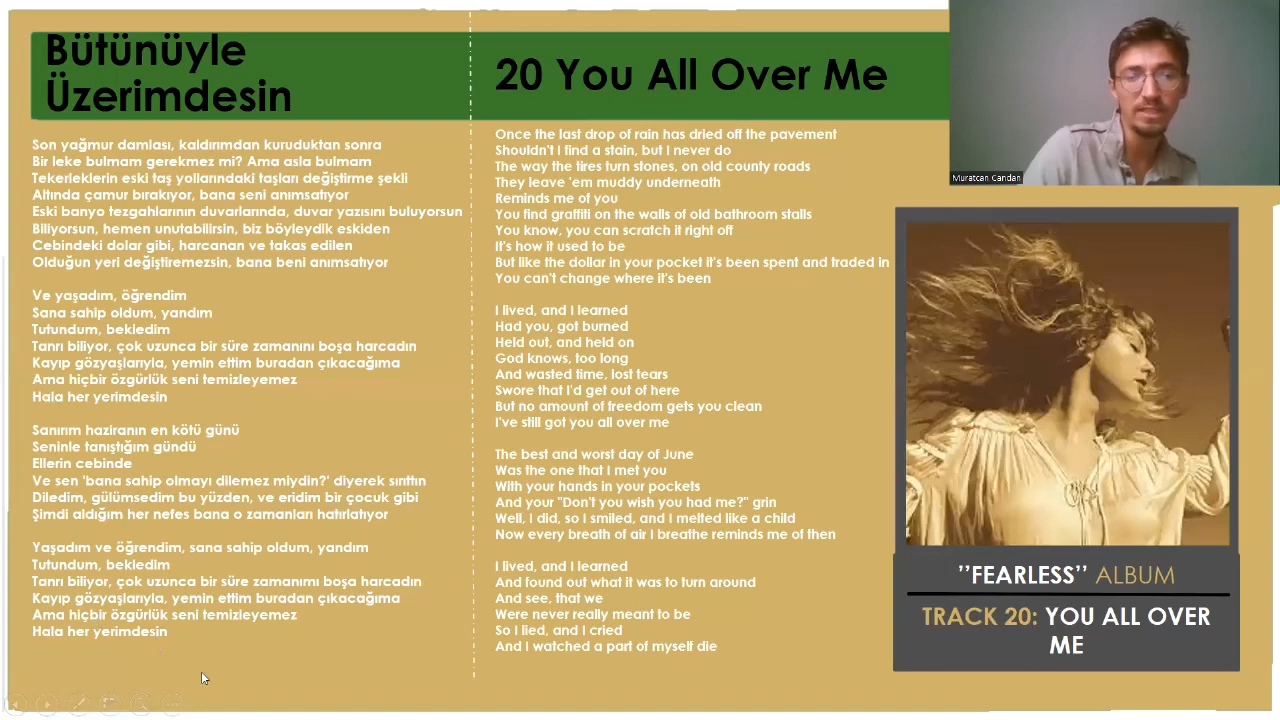 Bütünüyle
Üzerimdesin
Son yağmur damlası, kaldırımdan kuruduktan sonra
Bir leke bulmam gerekmez mi? Ama asla bulmam
Tekerleklerin eski taş yollarındaki taşları değiştirme şekli
Altında çamur bırakıyor, bana seni anımsatıyor
Eski banyo tezgahlarının duvarlarında, duvar yazısını buluyorsun
Biliyorsun, hemen unutabilirsin, biz böyleydik eskiden
Cebindeki dolar gibi, harcanan ve takas edilen
Olduğun yeri değiştiremezsin, bana beni anımsatıyor
Ve yaşadım, öğrendim
Sana sahip oldum, yandım
Tutundum, bekledim
Tanrı biliyor, çok uzunca bir süre zamanını boşa harcadın
Kayıp gözyaşlarıyla, yemin ettim buradan çıkacağıma
Ama hiçbir özgürlük seni temizleyemez
Hala her yerimdesin
Sanırım haziranın en kötü günü
Seninle tanıştığım gündü
Ellerin cebinde
Ve sen 'bana sahip olmayı dilemez miydin?' diyerek sırıttın
Diledim, gülümsedim bu yüzden, ve eridim bir çocuk gibi
Şimdi aldığım her nefes bana o zamanları hatırlatıyor
Yaşadım ve öğrendim, sana sahip oldum, yandım
Tutundum, bekledim
Tanrı biliyor, çok uzunca bir süre zamanımı boşa harcadın
Kayıp gözyaşlarıyla, yemin ettim buradan çıkacağıma
Ama hiçbir özgürlük seni temizleyemez
Hala her yerimdesin
20 You All Over Me
Once the last drop of rain has dried off the pavement
Shouldn't I find a stain, but I never do
The way the tires turn stones, on old county roads
They leave 'em muddy underneath
Reminds me of you
You find graffiti on the walls of old bathroom stalls
You know, you can scratch it right off
It's how it used to be
But like the dollar in your pocket it's been spent and traded in
You can't change where it's been
I lived, and I learned
Had you, got burned
Held out, and held on
God knows, too long
And wasted time, lost tears
Swore that I'd get out of here
But no amount of freedom gets you clean
I've still got you all over me
The best and worst day of June
Was the one that I met you
With your hands in your pockets
And your "Don't you wish you had me?" grin
Well, I did, so I smiled, and I melted like a child
Now every breath of air I breathe reminds me of then
I lived, and I learned
And found out what it was to turn around
And see, that we
Were never really meant to be
So I lied, and I cried
And I watched a part of myself die
Muratcan Candan
’’FEARLESS’’ ALBUM
TRACK 20: YOU ALL OVER
ME